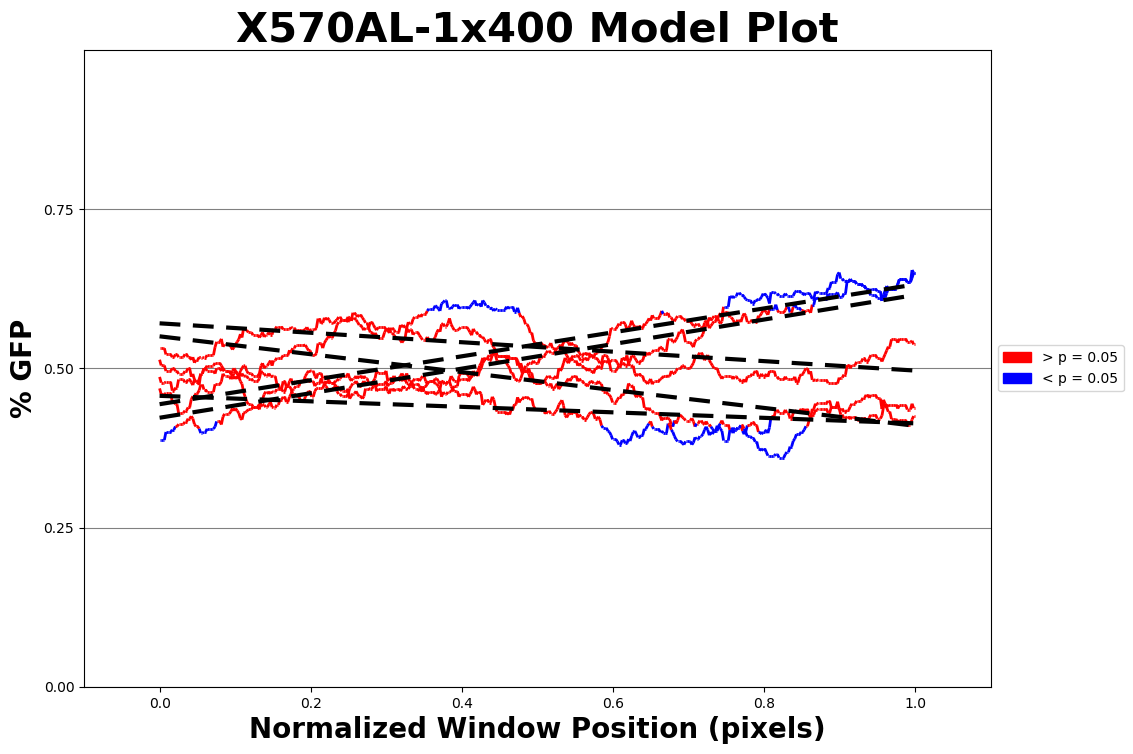 X570AL-1x400 Model Plot
% GFP
0.75
0.50
0.25
0.00
0.0 0.2 0.4 0.6 0.8 1.0
Normalized Window Position (pixels)
> p = 0.05
< p = 0.05